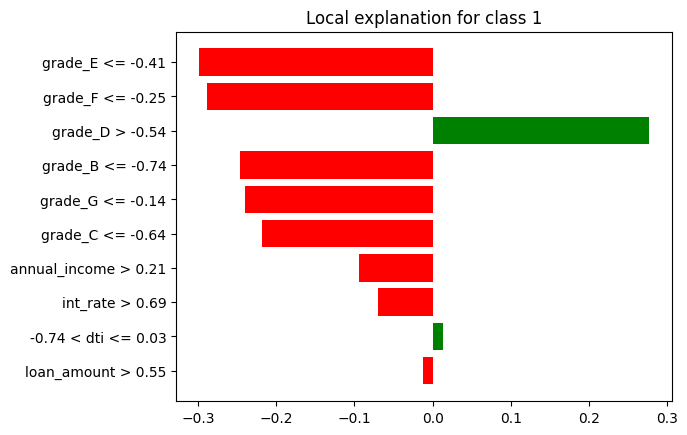 Local explanation for class 1
grade_E <= -0.41
grade_F <= -0.25
grade_D > -0.54
grade_B <= -0.74
grade_G <= -0.14
grade_C <= -0.64
annual_income > 0.21
int_rate > 0.69
-0.74 < dti <= 0.03
loan_amount > 0.55
−0.3 −0.2 −0.1 0.0 0.1 0.2 0.3